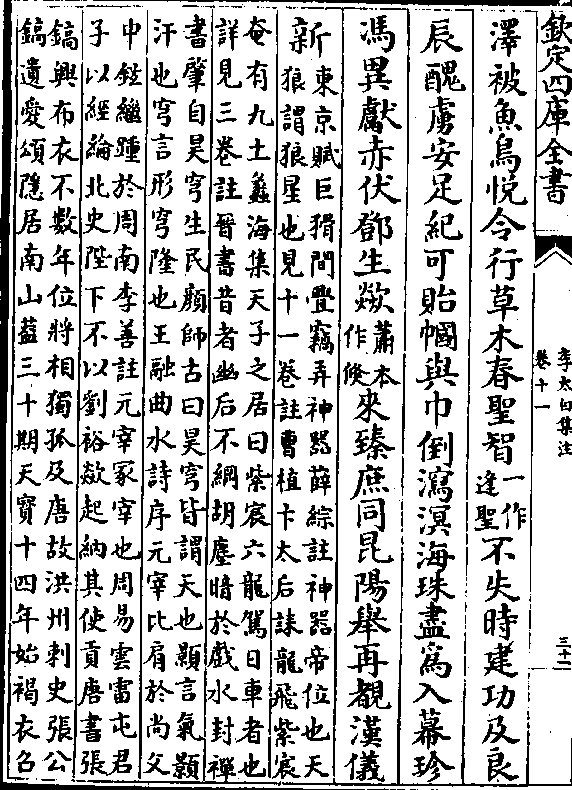 欽定四庫全書
李太白集注
卷十一
三十二
澤被魚鳥悅令行草木春聖智一作逢聖不失時建功及良
辰醜虜安足紀可貽幗與巾倒瀉溟海珠盡為入幕珍
馮異獻赤伏鄧生欻蕭本作倐來臻庶同昆陽舉再覩漢儀
新東京賦巨猾間舋竊弄神器薛綜註神器帝位也天
狼謂狼星也見十一卷註曹植卞太后誄龍飛紫宸
奄有九土蠡海集天子之居曰紫宸六龍駕日車者也
詳見三卷註晉書昔者幽后不綱胡塵暗於戲水封禪
書肇自昊穹生民顔師古曰昊穹皆謂天也顥言氣顥
汗也穹言形穹隆也王融曲水詩序元宰比肩於尚父
中鉉繼踵於周南李善註元宰冢宰也周易雲雷屯君
子以經綸北史陛下不以劉裕欻起納其使貢唐書張
鎬興布衣不數年位將相獨孤及唐故洪州刺史張公
鎬遺愛頌隱居南山葢三十期天寶十四年始褐衣召